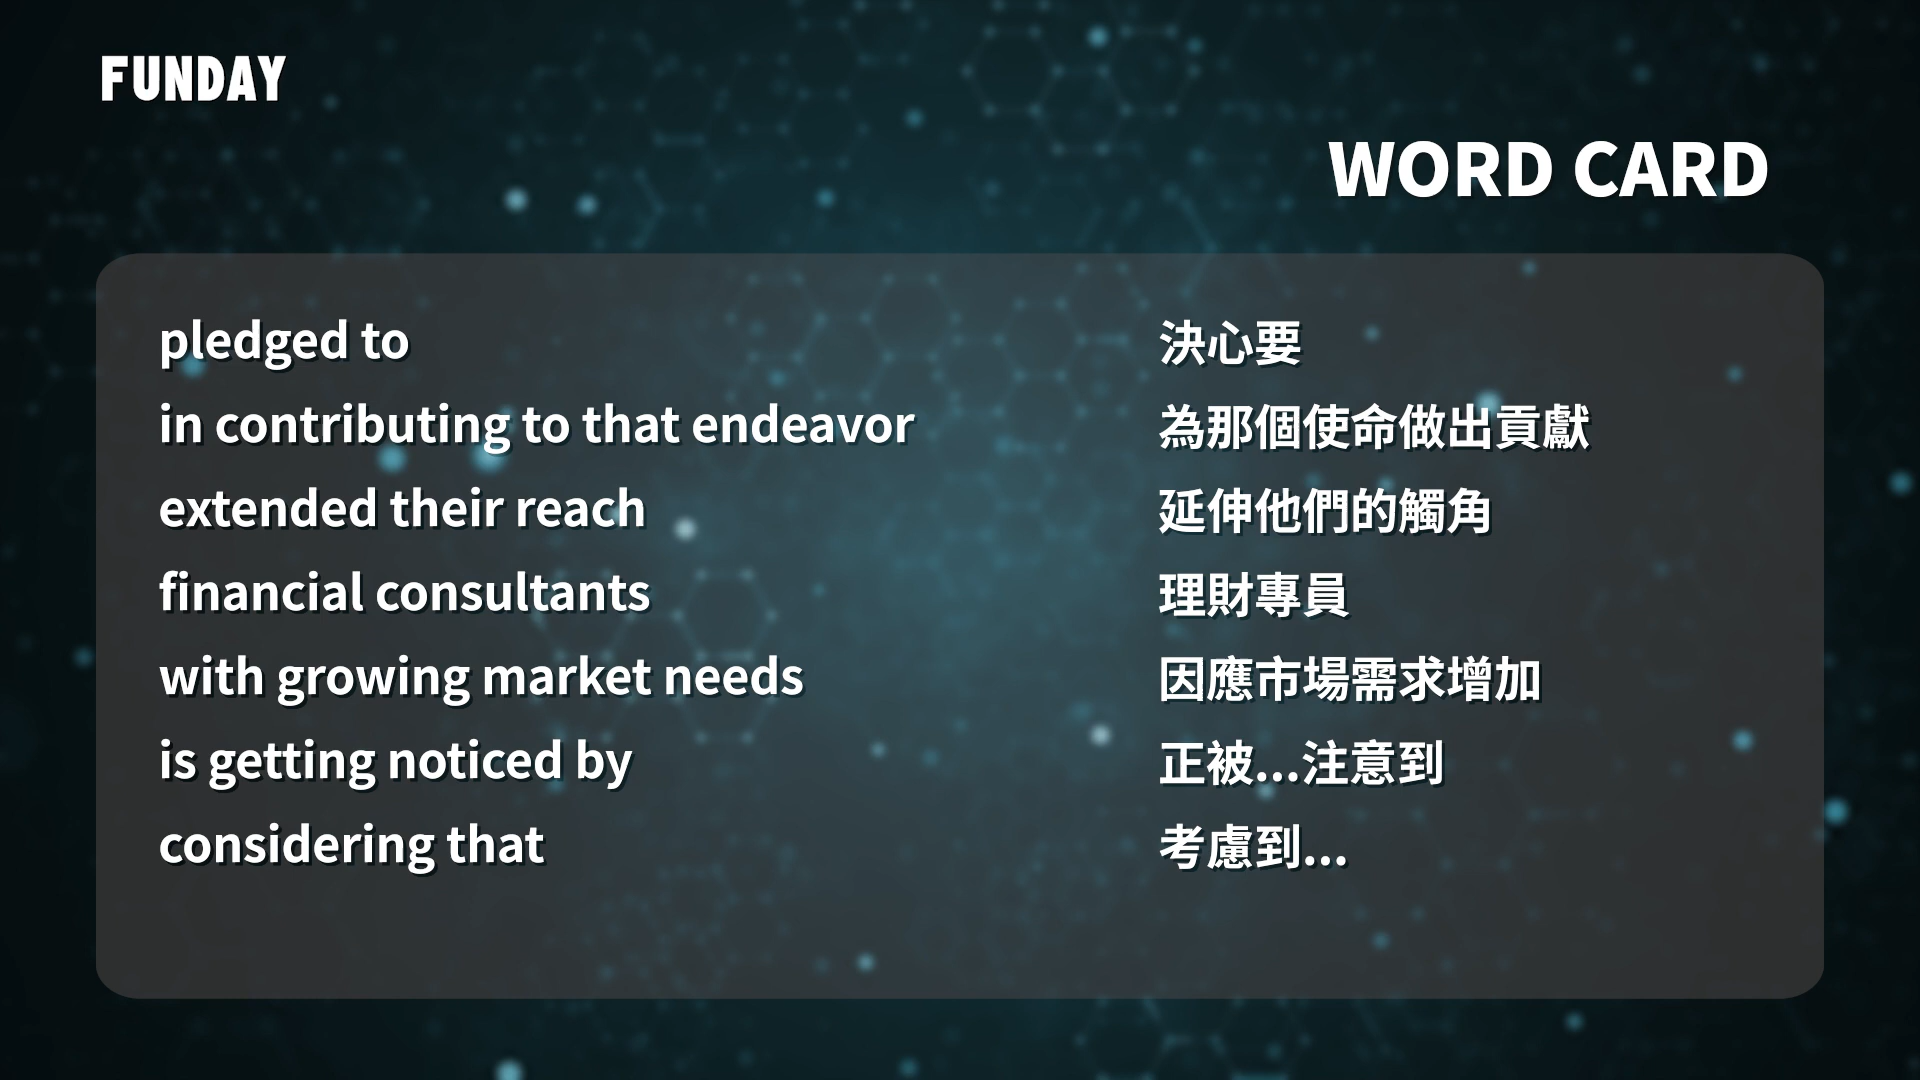 FUNDAY
WORD CARD
pledged to 決心要
in contributing to that endeavor 為那個使命做出貢獻
extended their reach 延伸他們的觸角
financial consultants 理財專員
with growing market needs 因應市場需求增加
is getting noticed by 正被...注意到
considering that 考慮到...